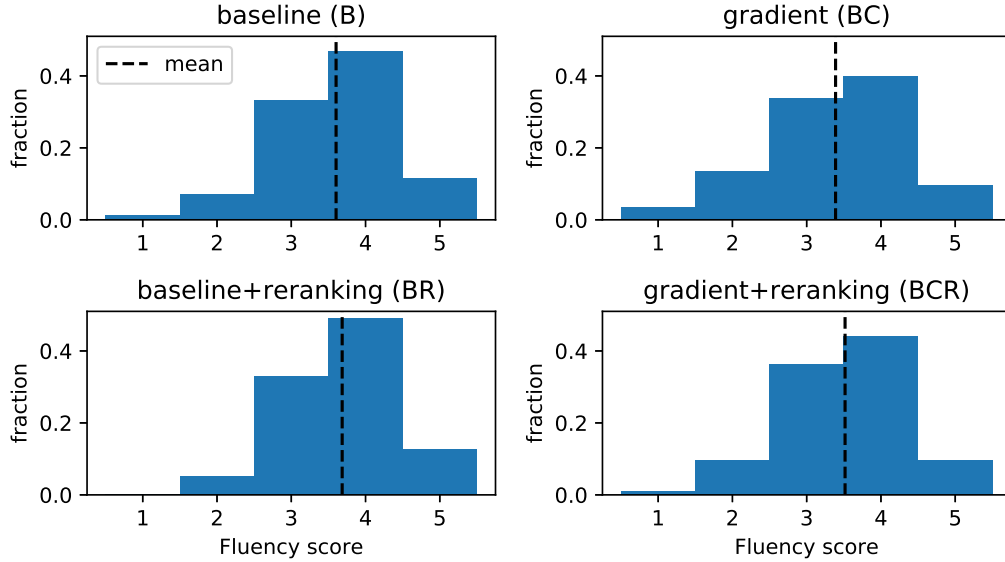 baseline (B)
mean
fraction
0.4
0.2
0.0
1 2 3 4 5
gradient (BC)
fraction
0.4
0.2
0.0
1 2 3 4 5
baseline+reranking (BR)
fraction
0.4
0.2
0.0
1 2 3 4 5
Fluency score
gradient+reranking (BCR)
fraction
0.4
0.2
0.0
1 2 3 4 5
Fluency score